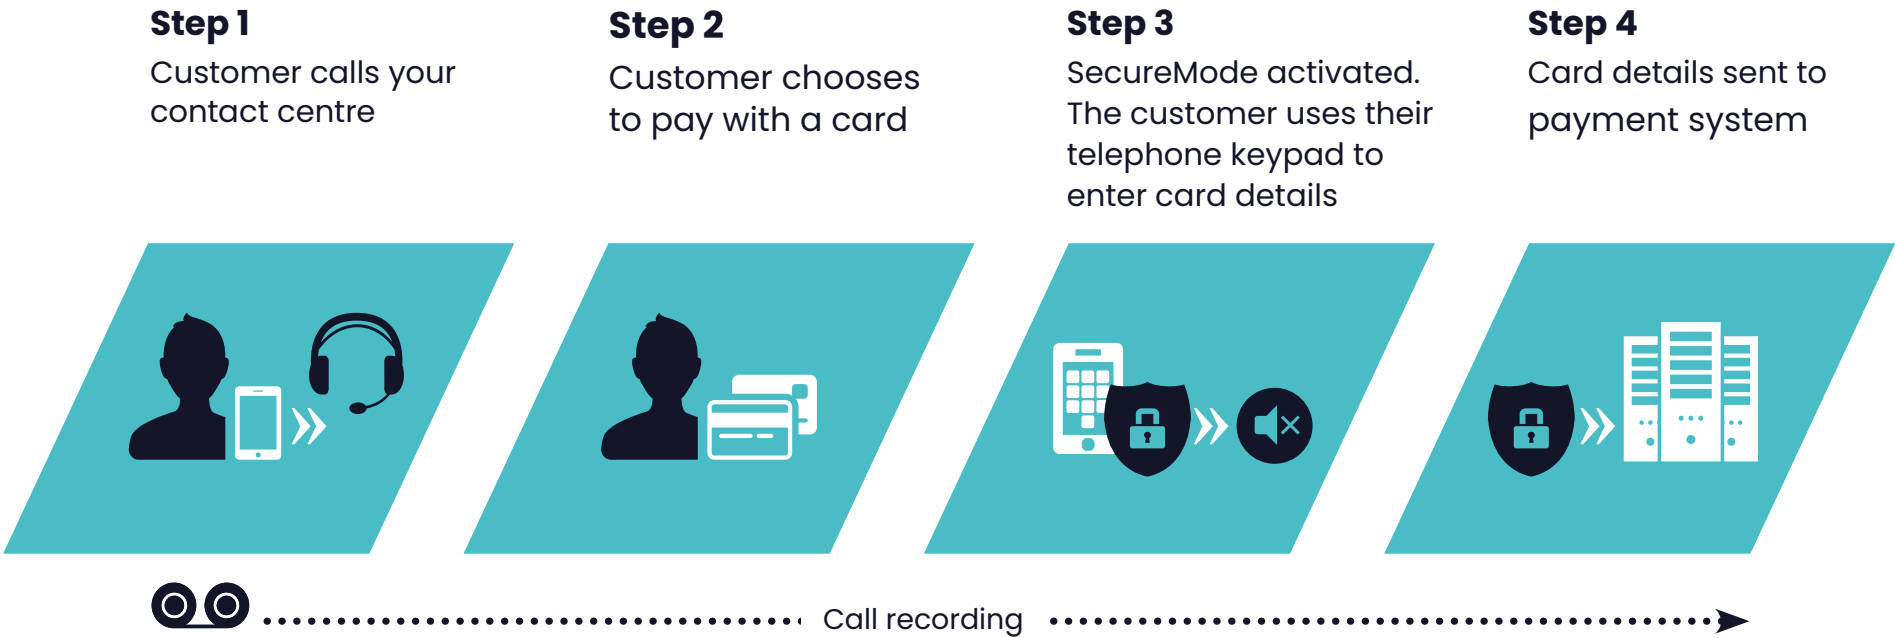 Step 1
Customer calls your
contact centre
Step 2
Customer chooses
to pay with a card
Step 3
SecureMode activated.
The customer uses their
telephone keypad to
enter card details
Step 4
Card details sent to
payment system
Call recording